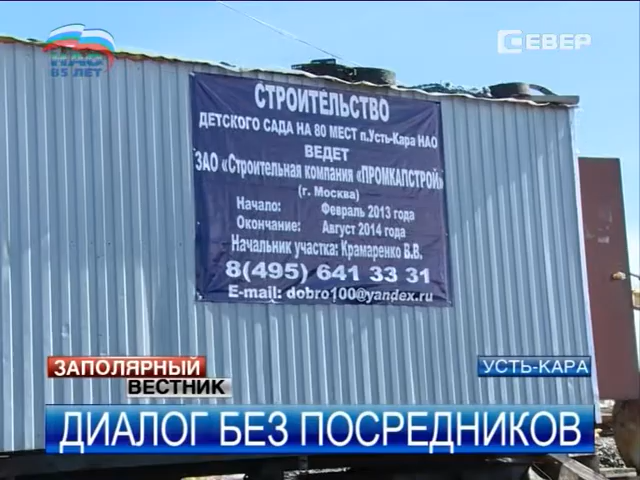 НАО
85 ЛЕТ
СЕВЕР
СТРОИТЕЛЬСТВО
ДЕТСКОГО САДА НА 80 МЕСТ п.Усть-Кара НАО
ВЕДЕТ
ЗАО «Строительная компания «ПРОМКАПСТРОЙ»
(г. Москва)
Начало: Февраль 2013 года
Окончание: Август 2014 года
Начальник участка: Крамаренко В.В.
8(495) 641 33 31
E-mail: dobro100@yandex.ru
ЗАПОЛЯРНЫЙ
ВЕСТНИК
УСТЬ-КАРА
ДИАЛОГ БЕЗ ПОСРЕДНИКОВ